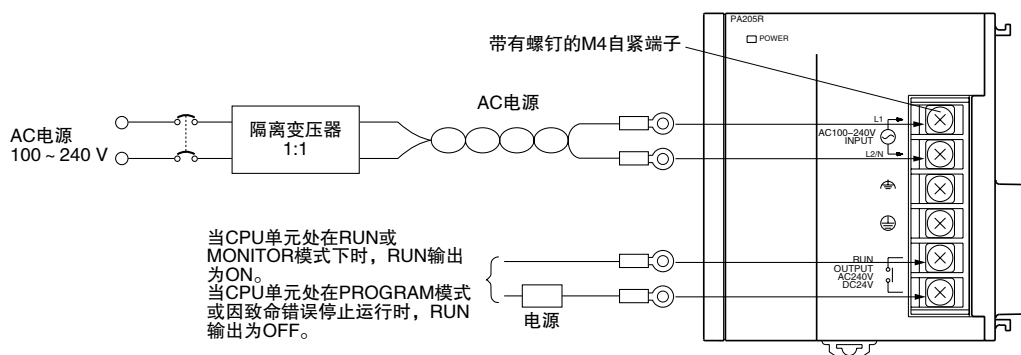 PA205R
POWER
带有螺钉的M4自紧端子
AC电源
100 ~ 240 V
隔离变压器
1:1
AC电源
L1
AC100–240V
INPUT
L2/N
当CPU单元处在RUN或
MONITOR模式下时，RUN输出
为ON。
当CPU单元处在PROGRAM模式
或因致命错误停止运行时，RUN
输出为OFF。
电源
RUN
OUTPUT
AC240V
DC24V